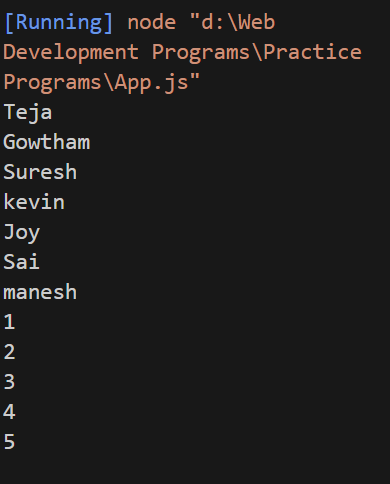 [Running] node "d:\Web
Development Programs\Practice
Programs\App.js"
Teja
Gowtham
Suresh
kevin
Joy
Sai
manesh
1
2
3
4
5